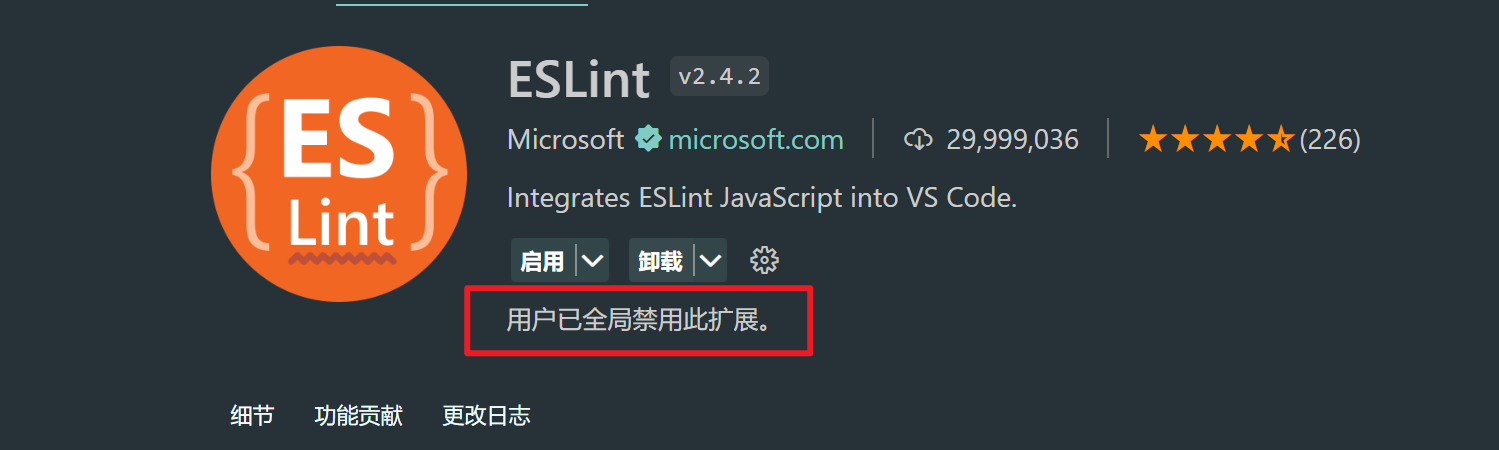 {ES}
Lint
ESLint v2.4.2
Microsoft microsoft.com 29,999,036 (226)
Integrates ESLint JavaScript into VS Code.
启用 卸载
用户已全局禁用此扩展。
细节 功能贡献 更改日志